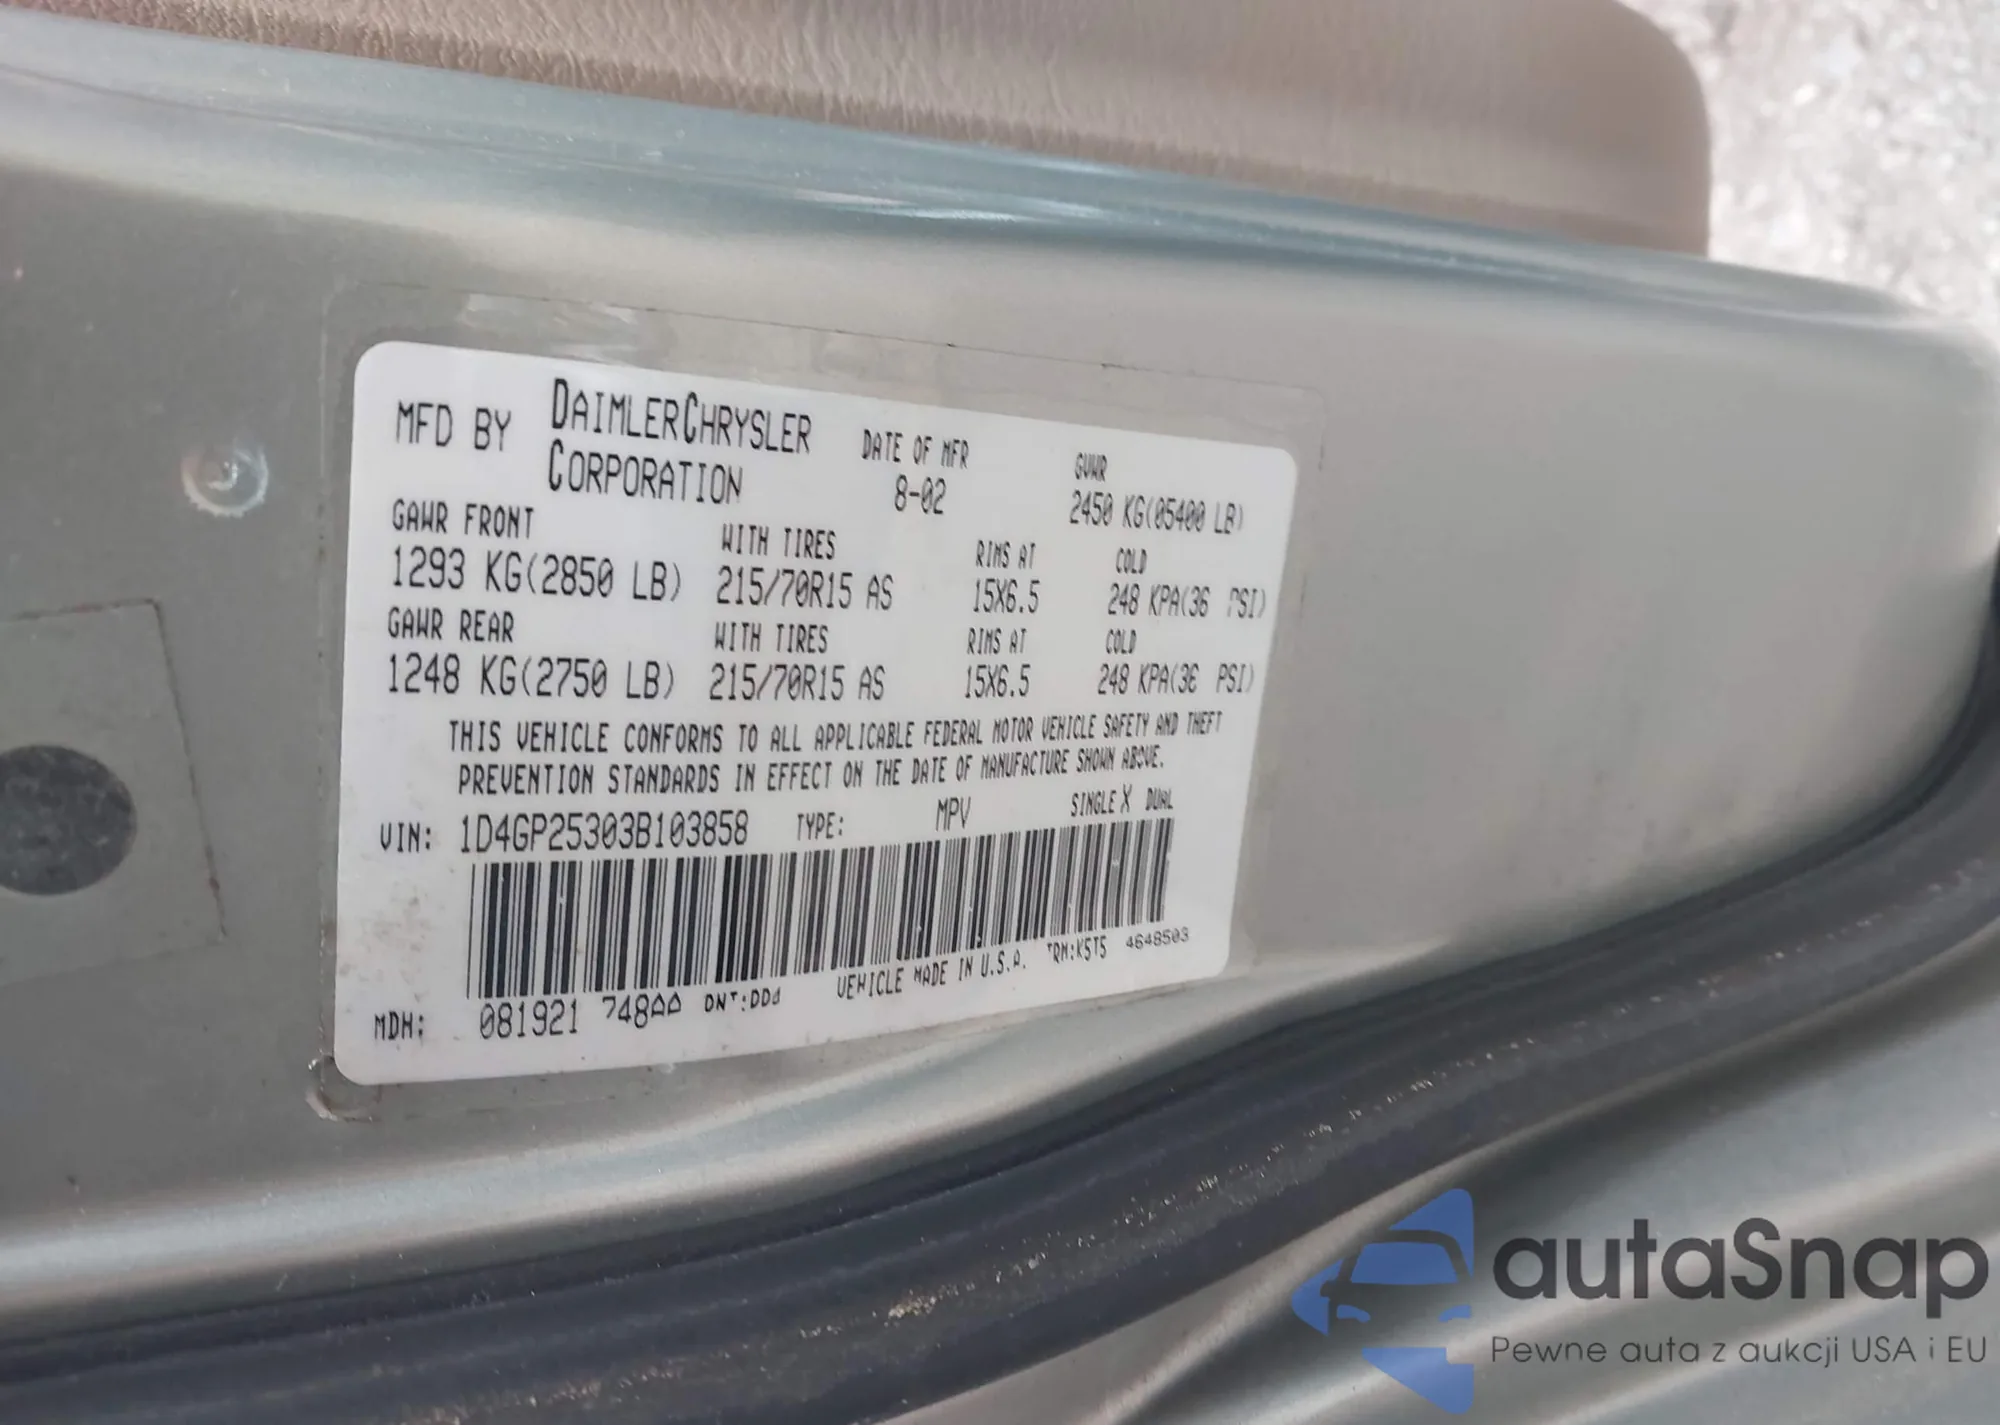 MFD BY DAIMLERCHRYSLER CORPORATION
DATE OF MFR
8-02
GVWR
2450 KG(05400 LB)
GAWR FRONT
1293 KG(2850 LB)
WITH TIRES
215/70R15 AS
RIMS AT
15X6.5
COLD
248 KPA(36 PSI)
GAWR REAR
1248 KG(2750 LB)
WITH TIRES
215/70R15 AS
RIMS AT
15X6.5
COLD
248 KPA(36 PSI)
THIS VEHICLE CONFORMS TO ALL APPLICABLE FEDERAL MOTOR VEHICLE SAFETY AND THEFT
PREVENTION STANDARDS IN EFFECT ON THE DATE OF MANUFACTURE SHOWN ABOVE.
VIN: 1D4GP25303B103858 TYPE: MPV SINGLE X DUAL
MDH: 081921 748AA PNT: VEHICLE MADE IN U.S.A. TRM:K5T5 4648503
autaSnap
Pewne auta z aukcji USA i EU